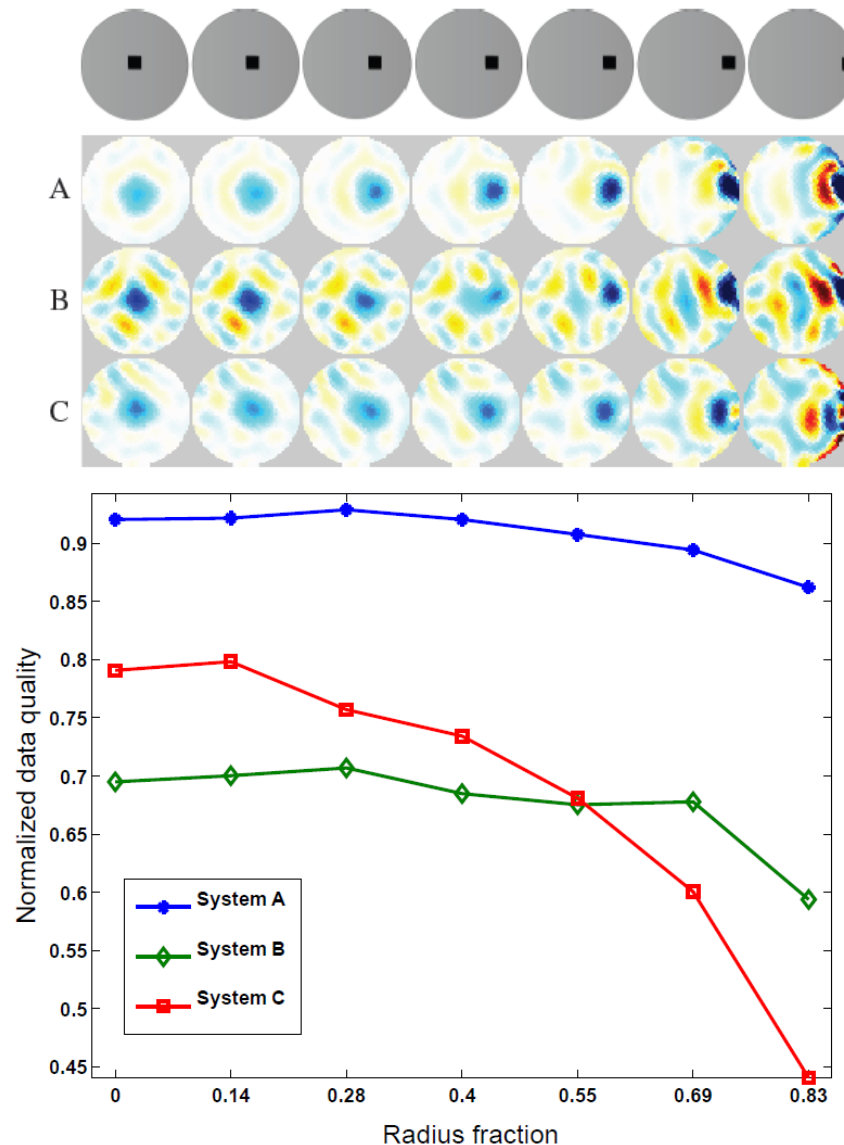 A
B
C
Normalized data quality
0.9
0.85
0.8
0.75
0.7
0.65
0.6
0.55
0.5
0.45
System A
System B
System C
0 0.14 0.28 0.4 0.55 0.69 0.83
Radius fraction